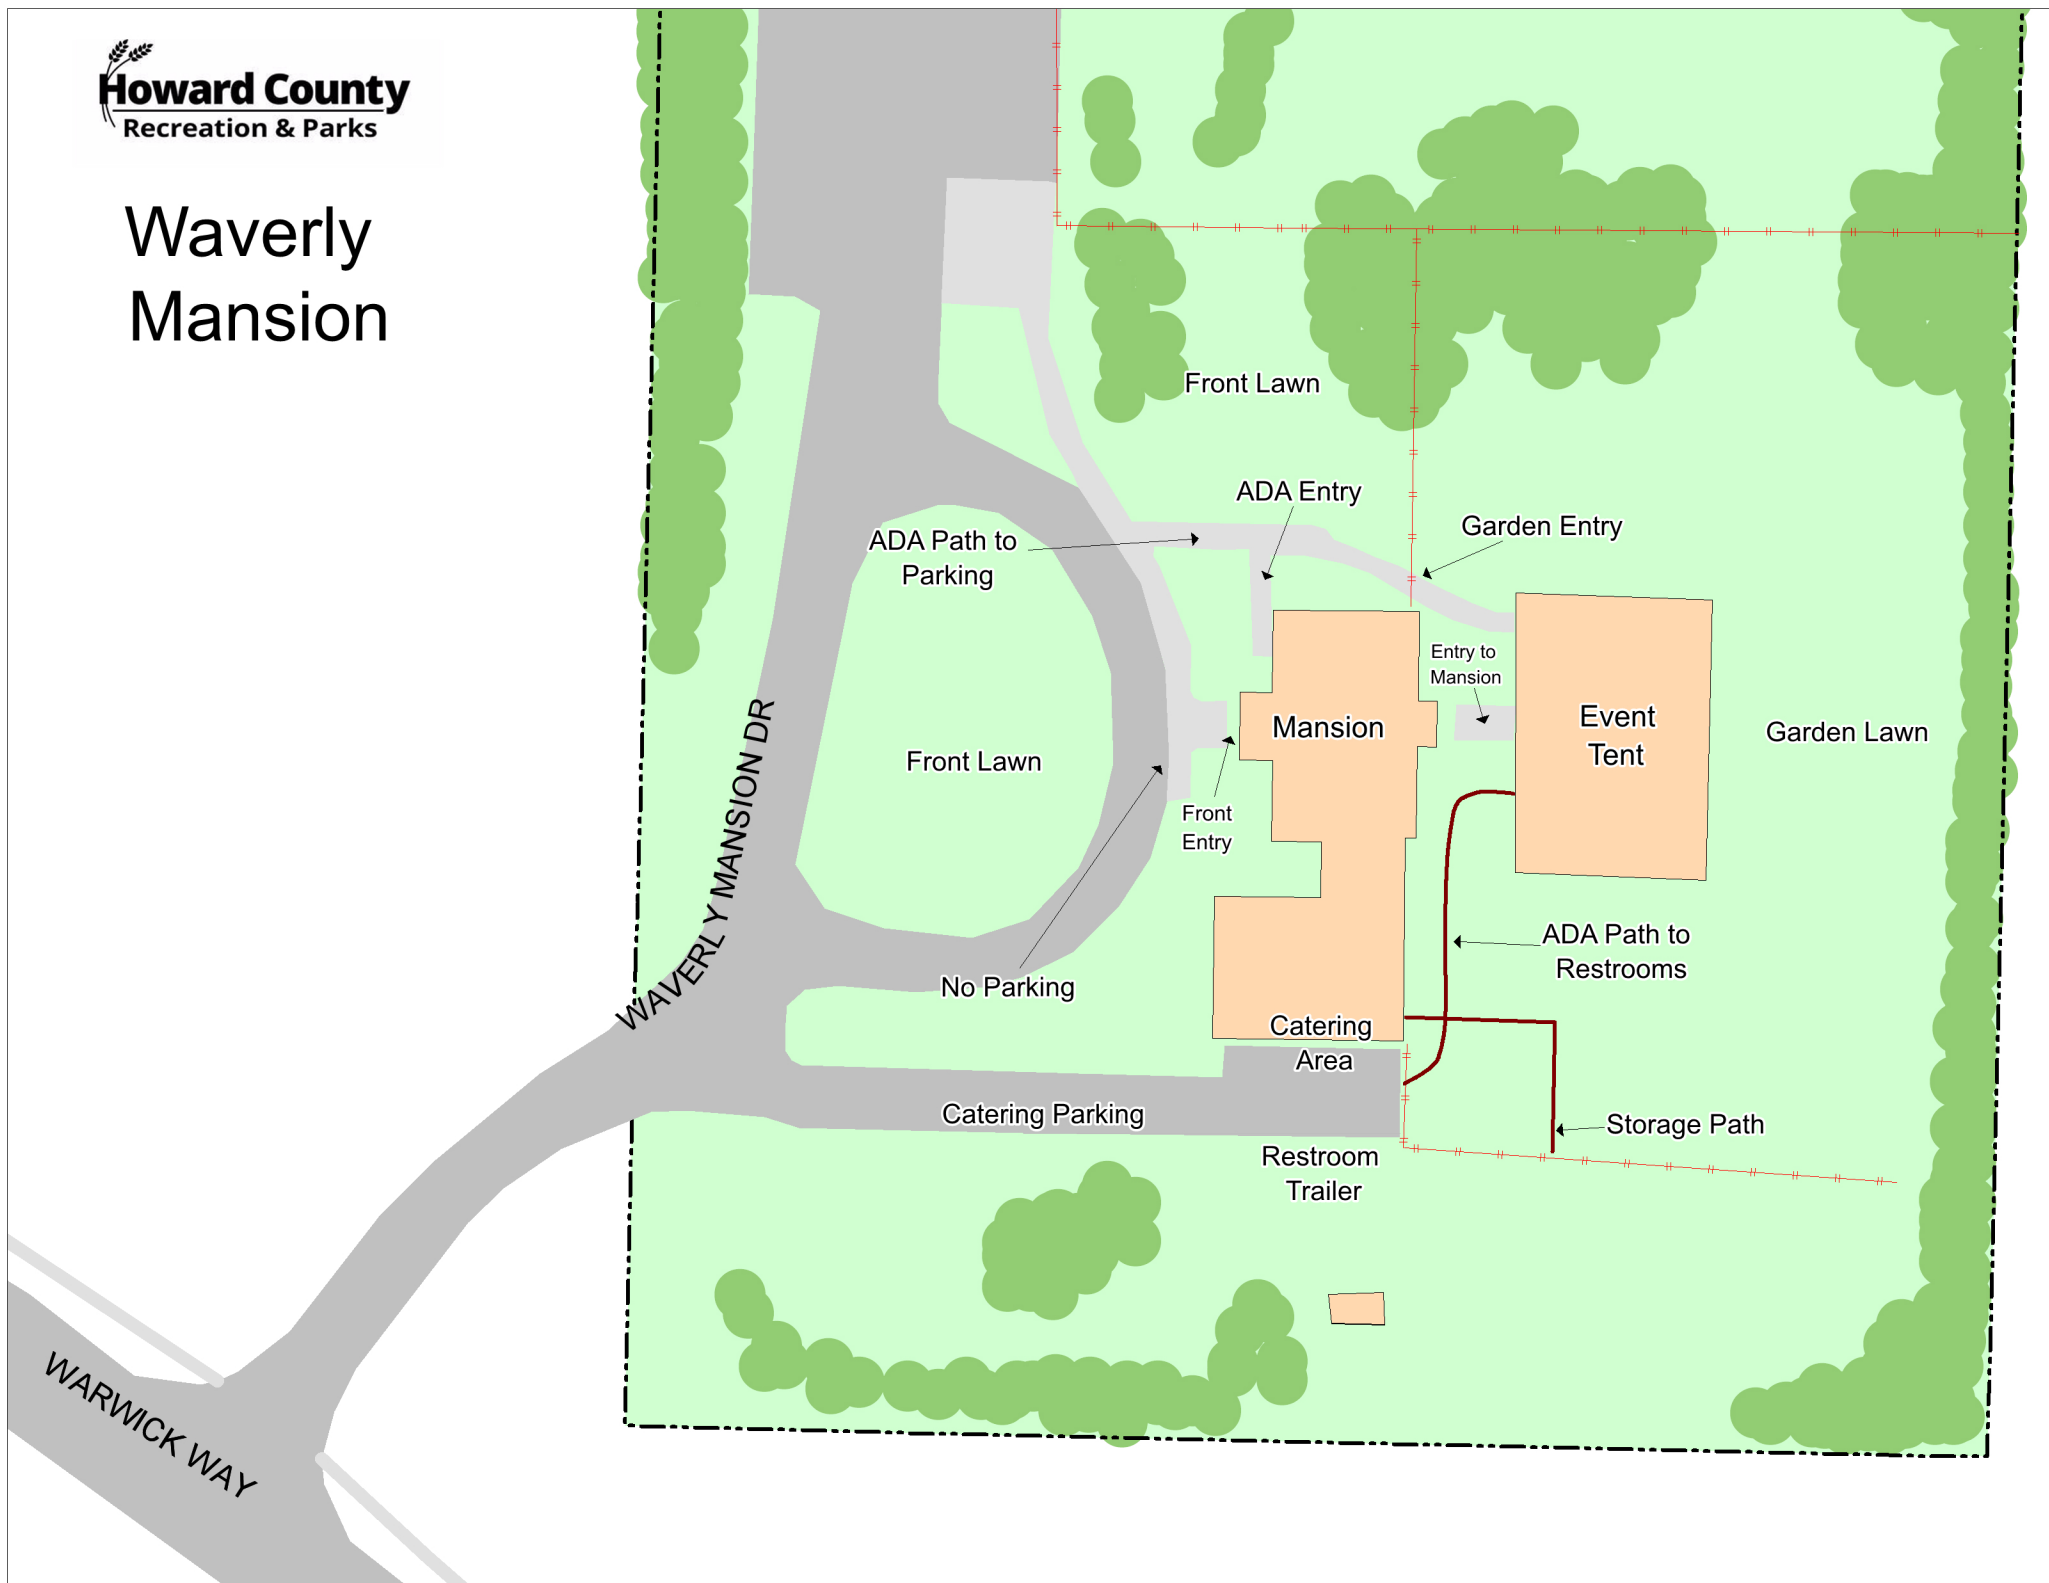 Howard County
Recreation & Parks
Waverly
Mansion
Front Lawn
ADA Entry
Garden Entry
ADA Path to
Parking
Entry to
Mansion
Mansion
Event
Tent
Garden Lawn
WAVERLY MANSION DR
Front Lawn
Front
Entry
ADA Path to
Restrooms
No Parking
Catering
Area
Catering Parking
Storage Path
Restroom
Trailer
WARWICK WAY